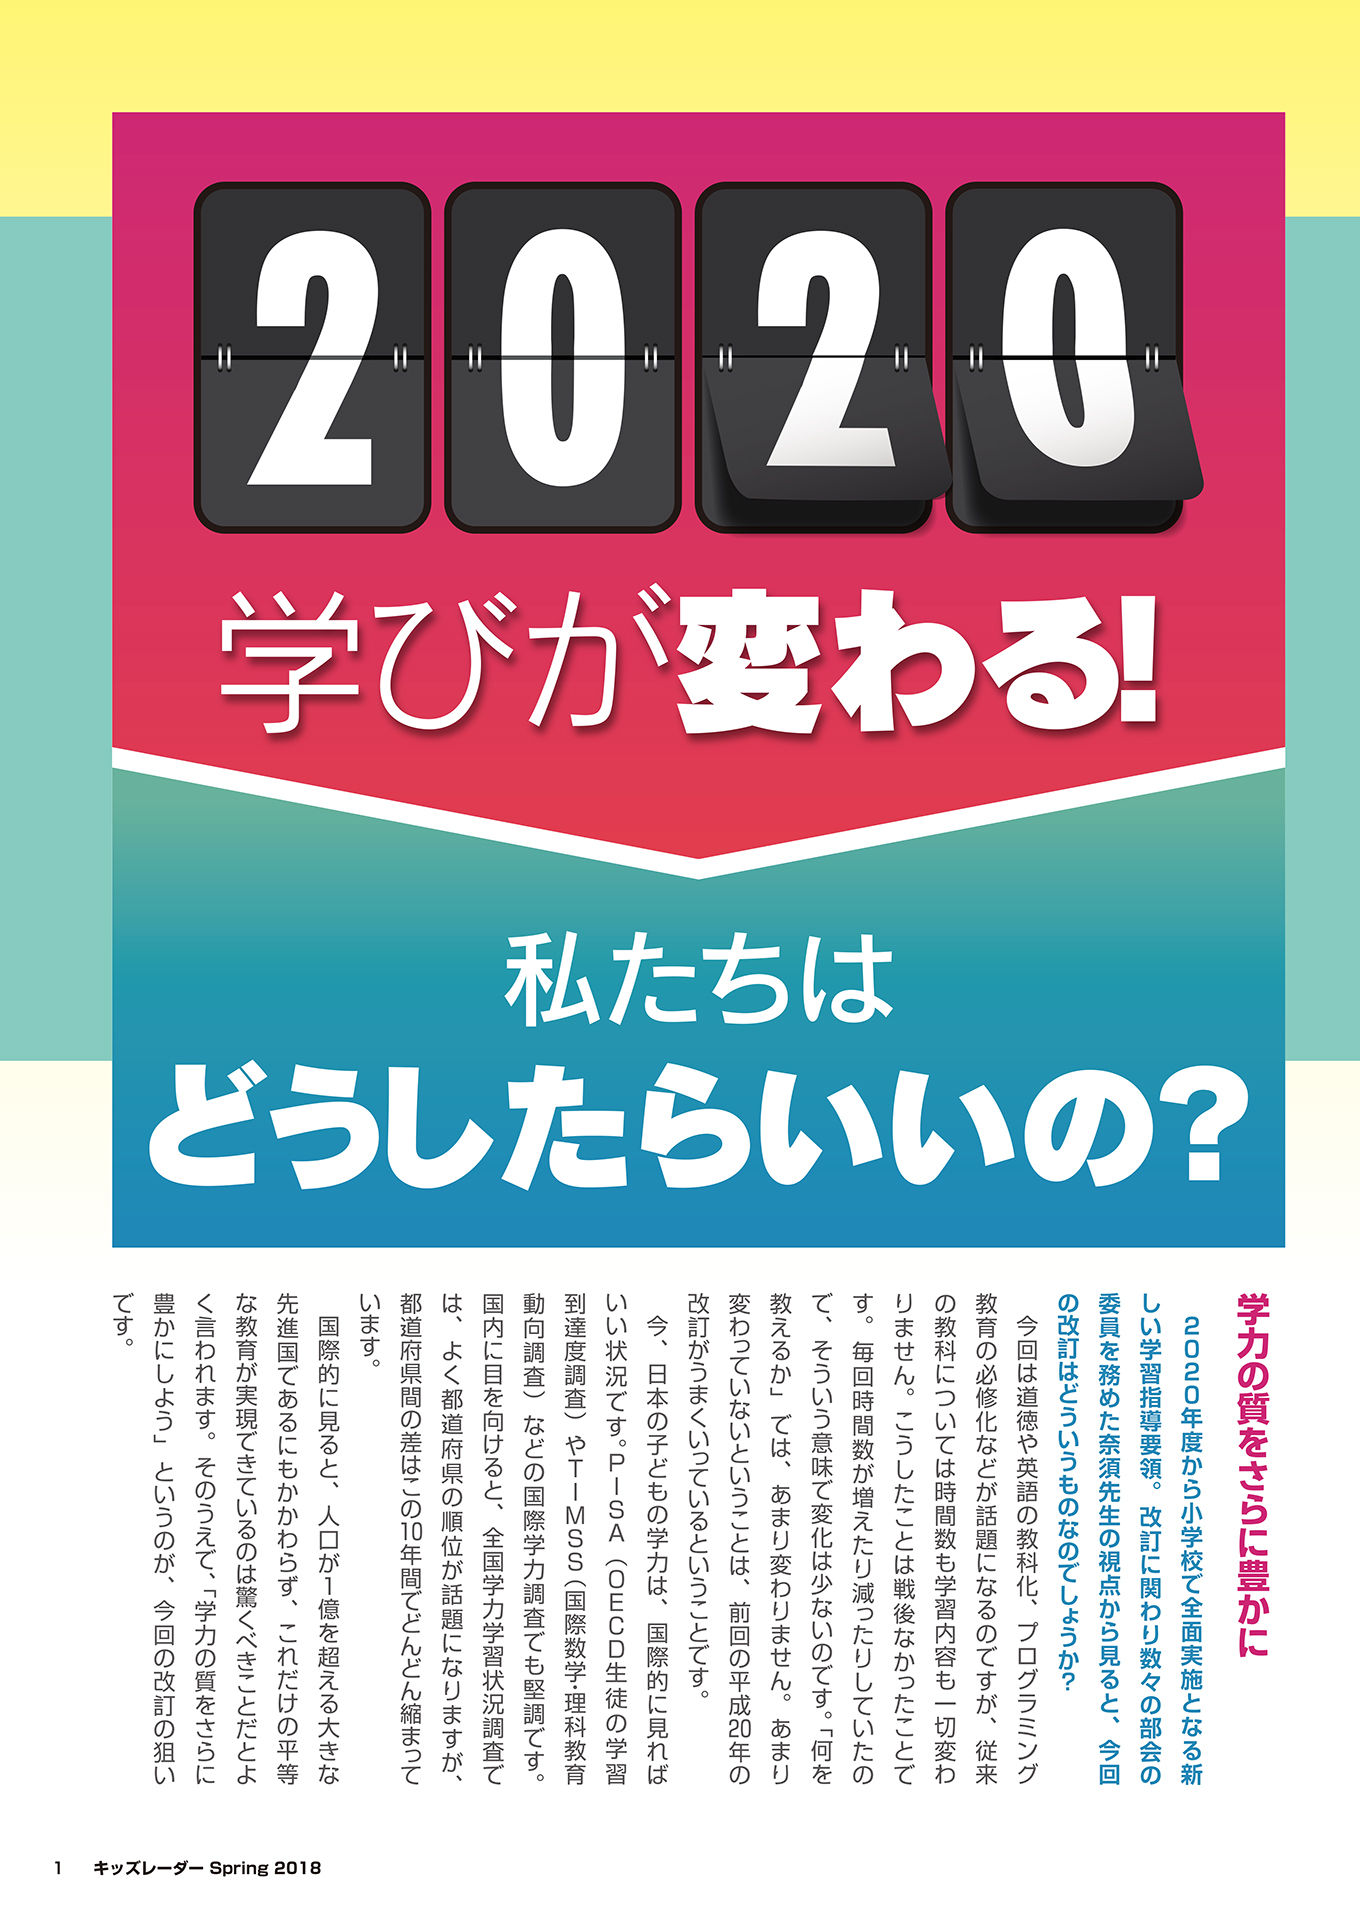 2020
学びが変わる!
私たちは
どうしたらいいの?
学力の質をさらに豊かに
2020年度から小学校で全面実施となる新
しい学習指導要領。改訂に関わり数々の部会の
委員を務めた奈須先生の視点から見ると、今回
の改訂はどういうものなのでしょうか?
今回は道徳や英語の教科化、プログラミング
教育の必修化などが話題になるのですが、従来
の教科については時間数も学習内容も一切変わ
りません。こうしたことは戦後なかったことで
す。毎回時間数が増えたり減ったりしていたの
で、そういう意味で変化は少ないのです。「何を
教えるか」では、あまり変わりません。あまり
変わっていないということは、前回の平成20年の
改訂がうまくいっているということです。
今、日本の子どもの学力は、国際的に見れば
いい状況です。PISA(OECD生徒の学習
到達度調査)やTIMSS(国際数学・理科教育
動向調査)などの国際学力調査でも堅調です。
国内に目を向けると、全国学力学習状況調査で
は、よく都道府県の順位が話題になりますが、
都道府県間の差はこの10年間でどんどん縮まって
います。
国際的に見ると、人口が1億を超える大きな
先進国であるにもかかわらず、これだけの平等
な教育が実現できているのは驚くべきことだとよ
く言われます。そのうえで、「学力の質をさらに
豊かにしよう」というのが、今回の改訂の狙い
です。
1 キッズレーダー Spring 2018